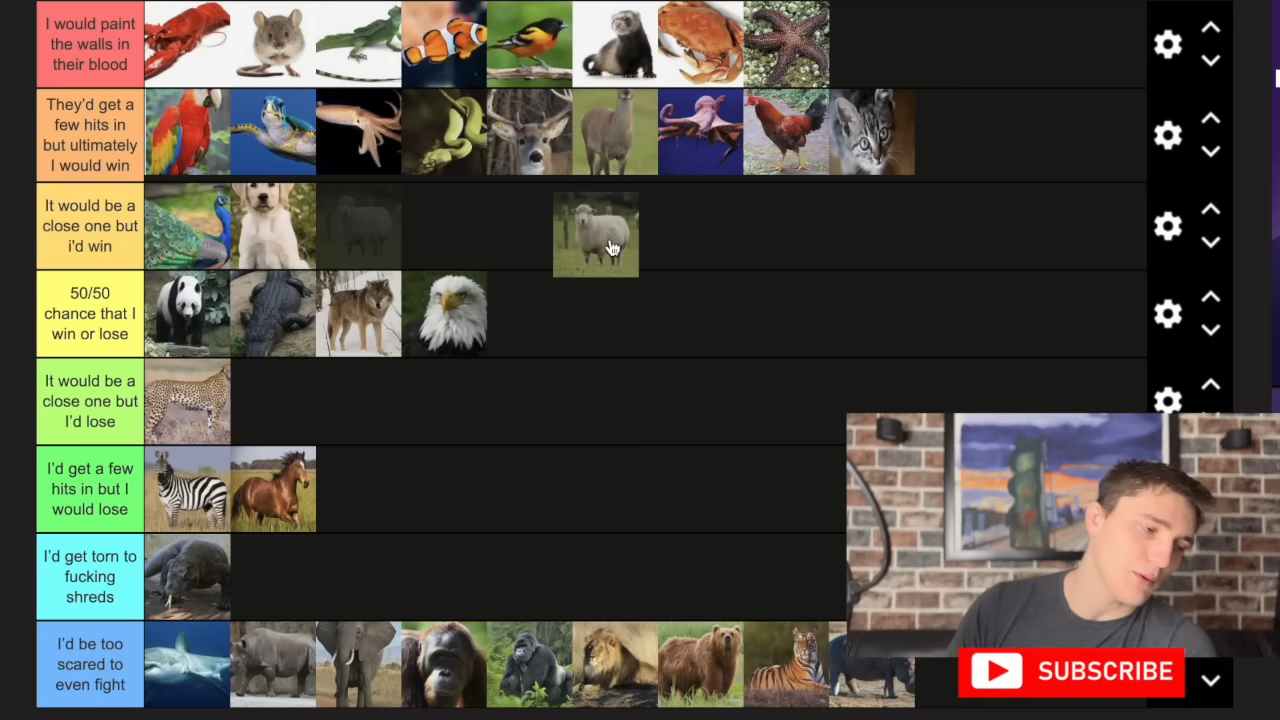 I would paint
the walls in
their blood
They'd get a
few hits in
but ultimately
I would win
It would be a
close one but
i'd win
50/50
chance that I
win or lose
It would be a
close one but
I'd lose
I'd get a few
hits in but I
would lose
I'd get torn to
fucking
shreds
I'd be too
scared to
even fight
SUBSCRIBE